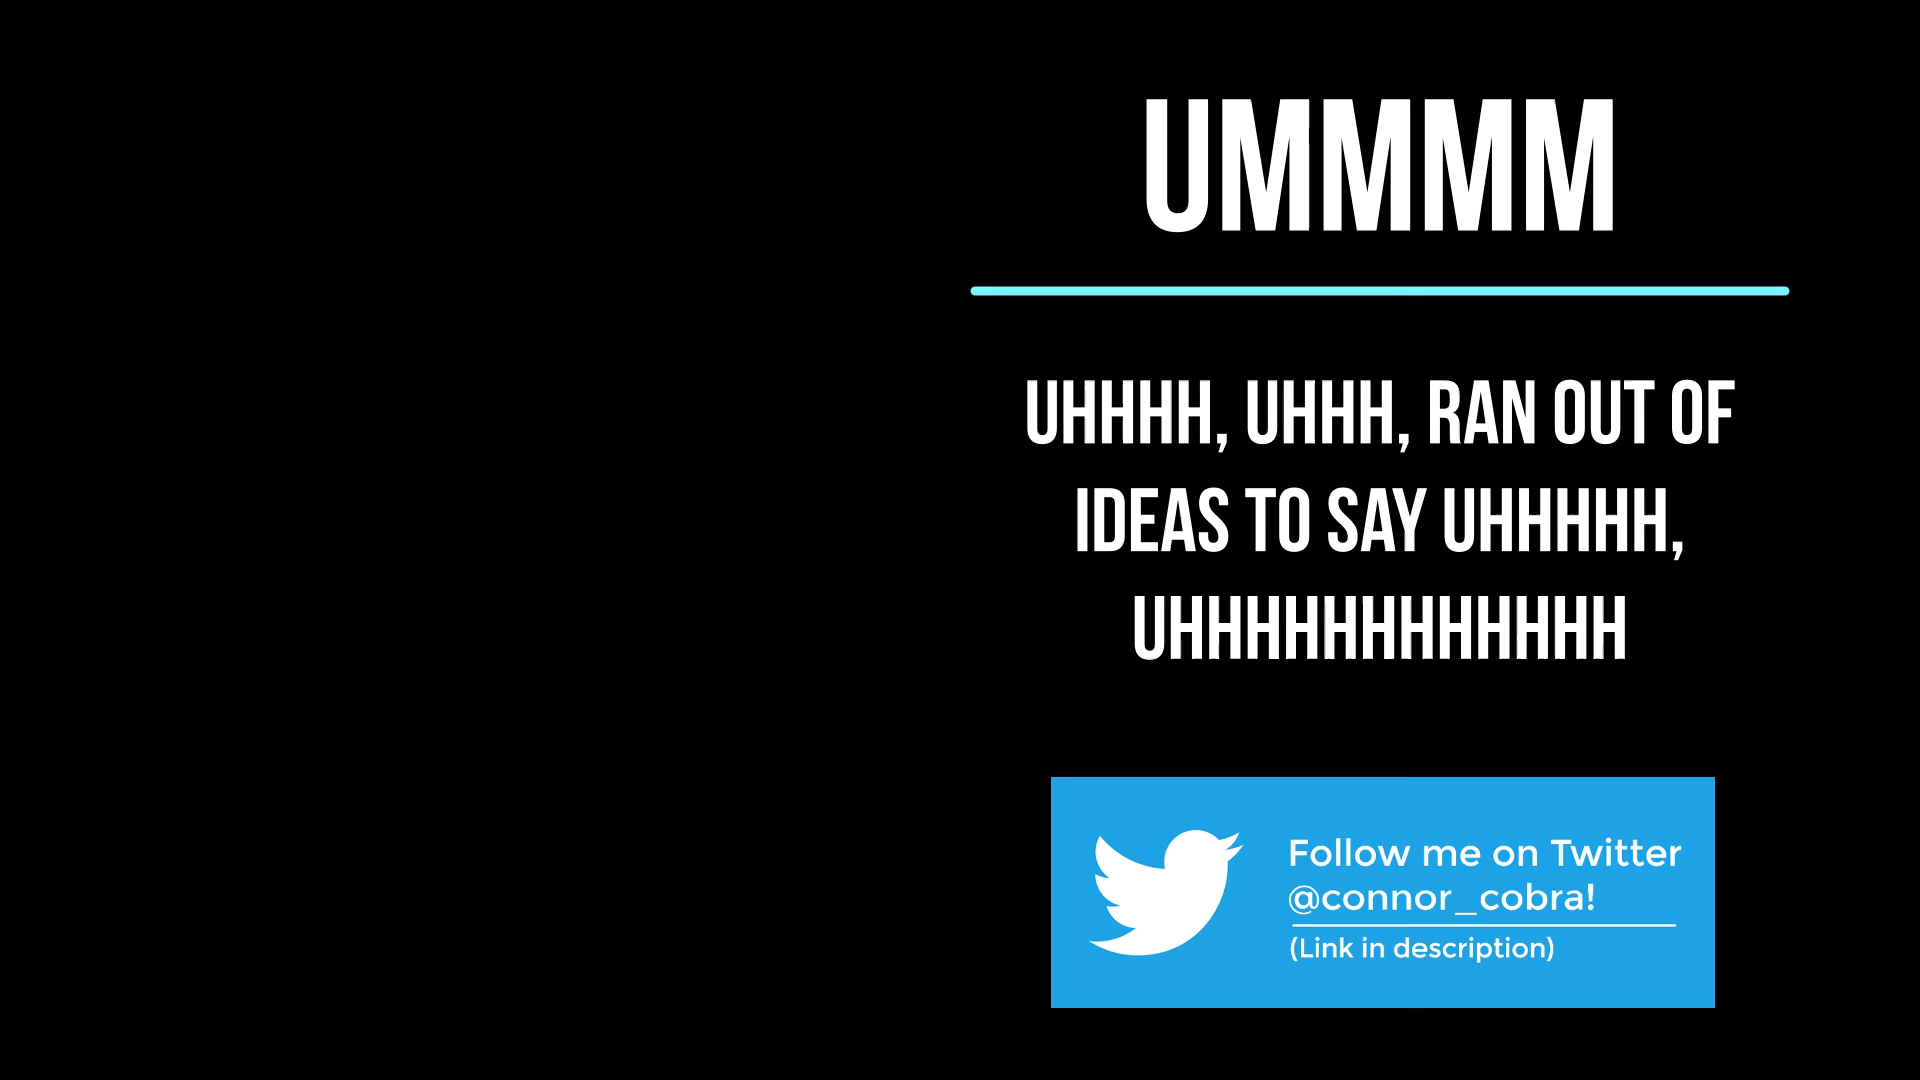 UMMMM
UHHHH, UHHH, RAN OUT OF
IDEAS TO SAY UHHHHH,
UHHHHHHHHHHHH
Follow me on Twitter
@connor_cobra!
(Link in description)